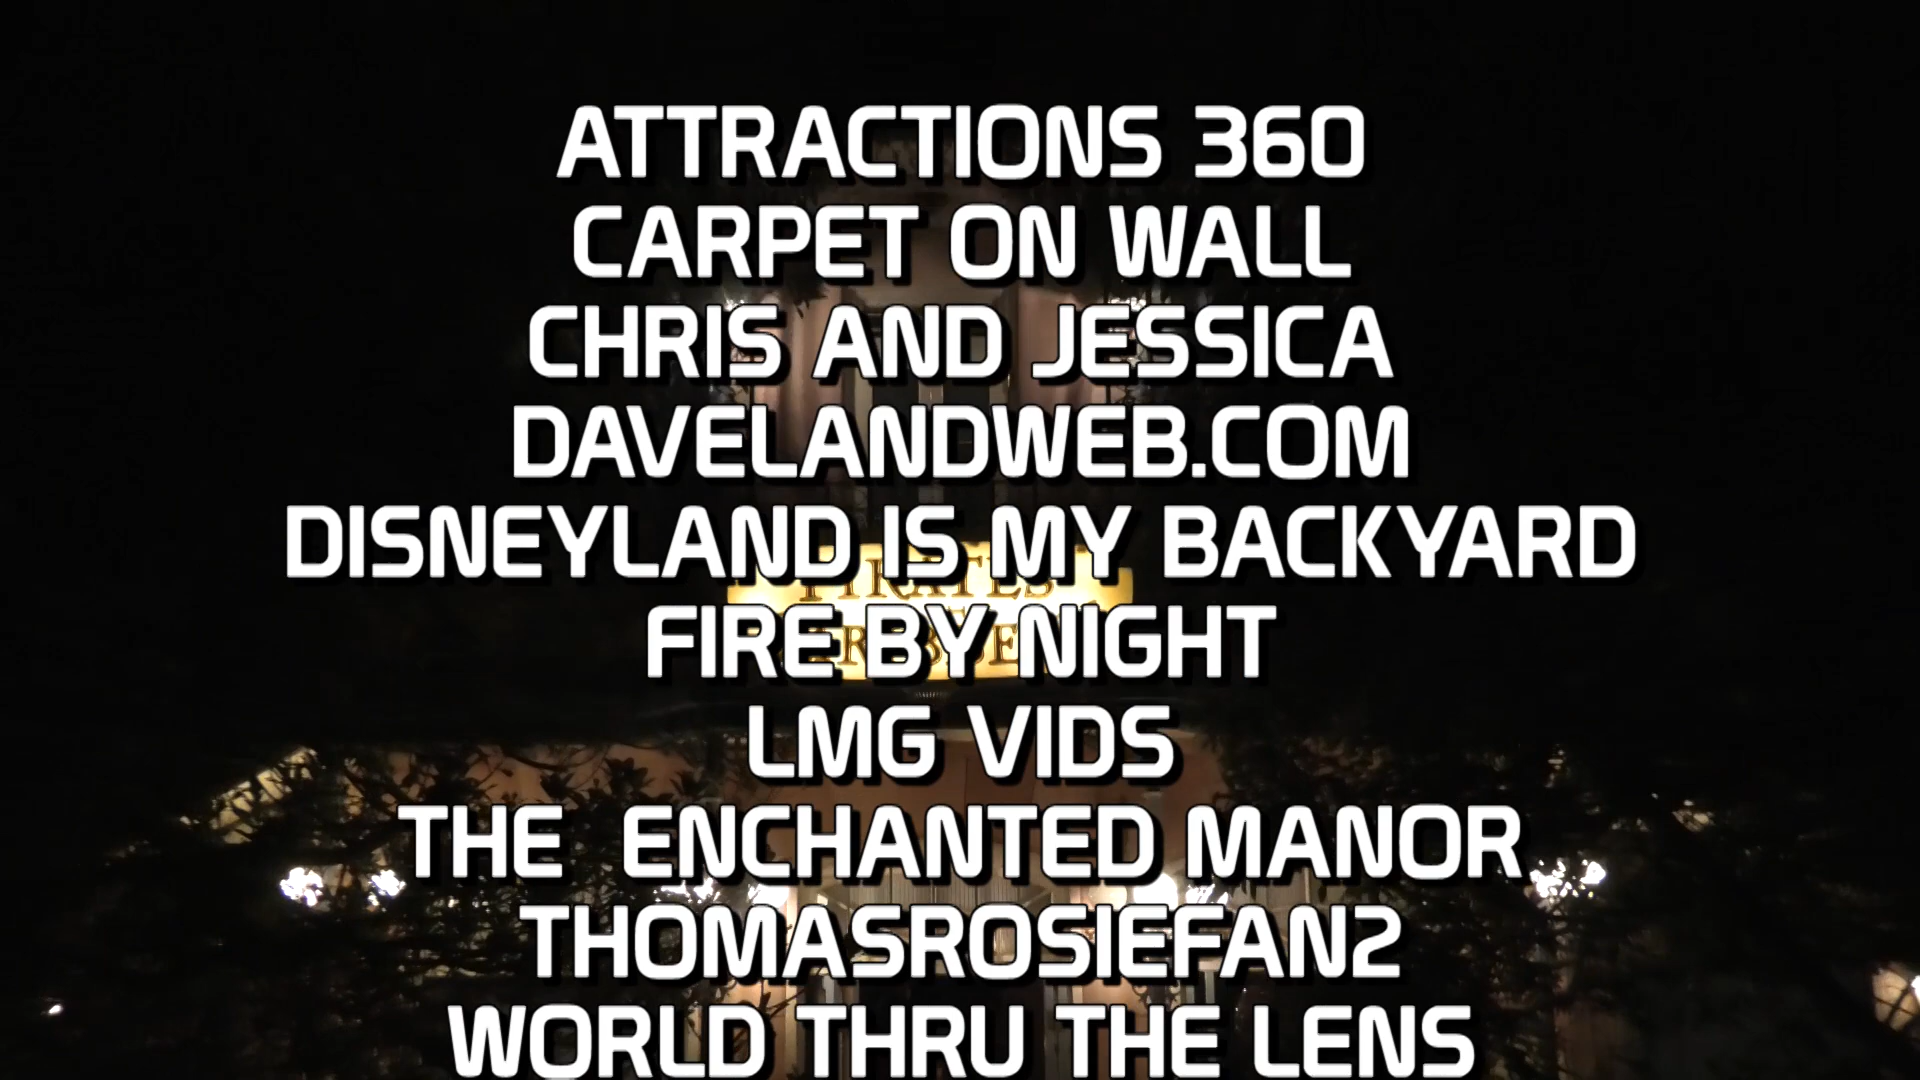 ATTRACTIONS 360
CARPET ON WALL
CHRIS AND JESSICA
DAVELANDWEB.COM
DISNEYLAND IS MY BACKYARD
PIRATES
FIRE BY NIGHT
LMG VIDS
THE  ENCHANTED MANOR
THOMASROSIEFAN2
WORLD THRU THE LENS